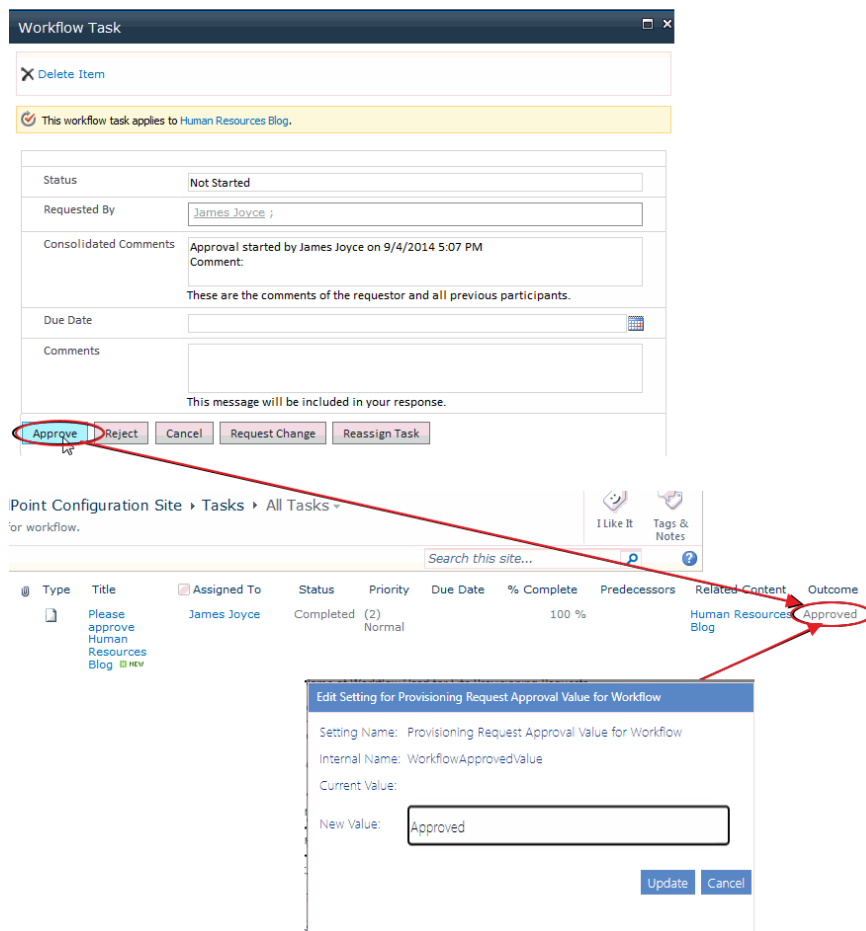 Workflow Task
Delete Item
This workflow task applies to Human Resources Blog.
Status
Not Started
Requested By
James Joyce ;
Consolidated Comments
Approval started by James Joyce on 9/4/2014 5:07 PM
Comment:
These are the comments of the requestor and all previous participants.
Due Date
Comments
This message will be included in your response.
Approve Reject Cancel Request Change Reassign Task
Point Configuration Site Tasks All Tasks
for workflow.
I Like It
Tags &
Notes
Search this site...
Type Title Assigned To Status Priority Due Date % Complete Predecessors Related Content Outcome
Please James Joyce Completed (2) 100 % Human Resources Approved
approve Normal Blog
Human
Resources
Blog NEW
Edit Setting for Provisioning Request Approval Value for Workflow
Setting Name: Provisioning Request Approval Value for Workflow
Internal Name: WorkflowApprovedValue
Current Value:
New Value: Approved
Update Cancel